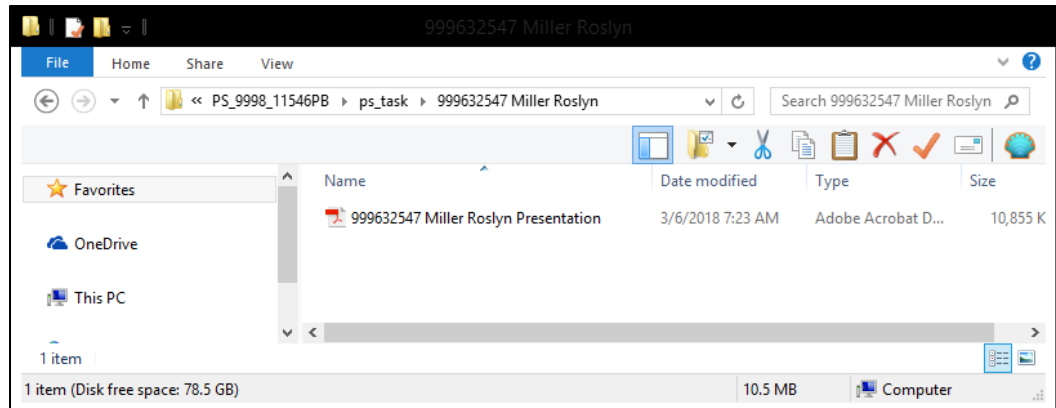 999632547 Miller Roslyn
File Home Share View
« PS_9998_11546PB ps_task 999632547 Miller Roslyn Search 999632547 Miller Roslyn
Favorites
OneDrive
This PC
Name Date modified Type Size
999632547 Miller Roslyn Presentation 3/6/2018 7:23 AM Adobe Acrobat D... 10,855 K
1 item
1 item (Disk free space: 78.5 GB) 10.5 MB Computer